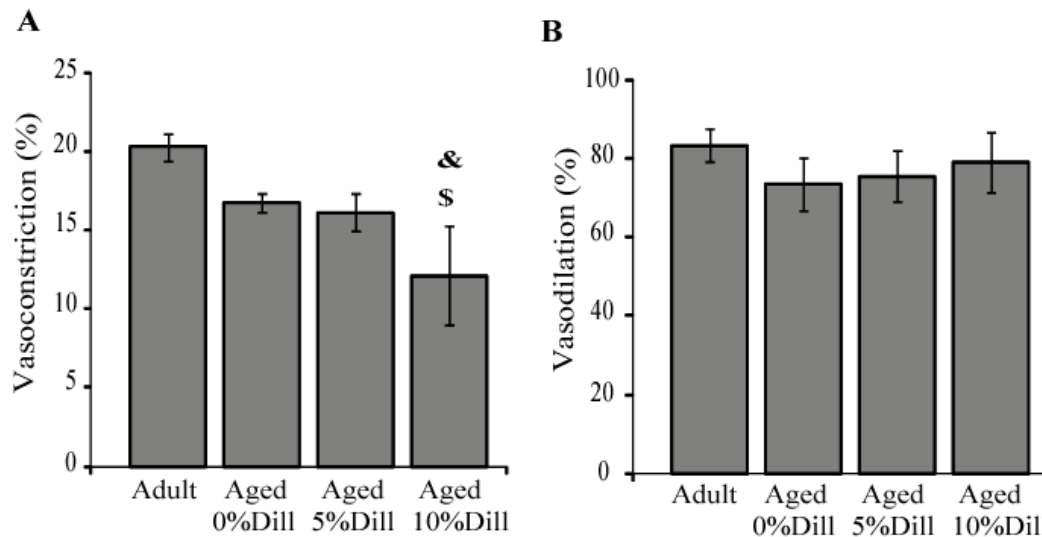 A
Vasoconstriction (%)
25
20
15
10
5
0
&
$
Adult
Aged
0%Dill
Aged
5%Dill
Aged
10%Dill
B
Vasodilation (%)
100
80
60
40
20
0
Adult
Aged
0%Dill
Aged
5%Dill
Aged
10%Dil